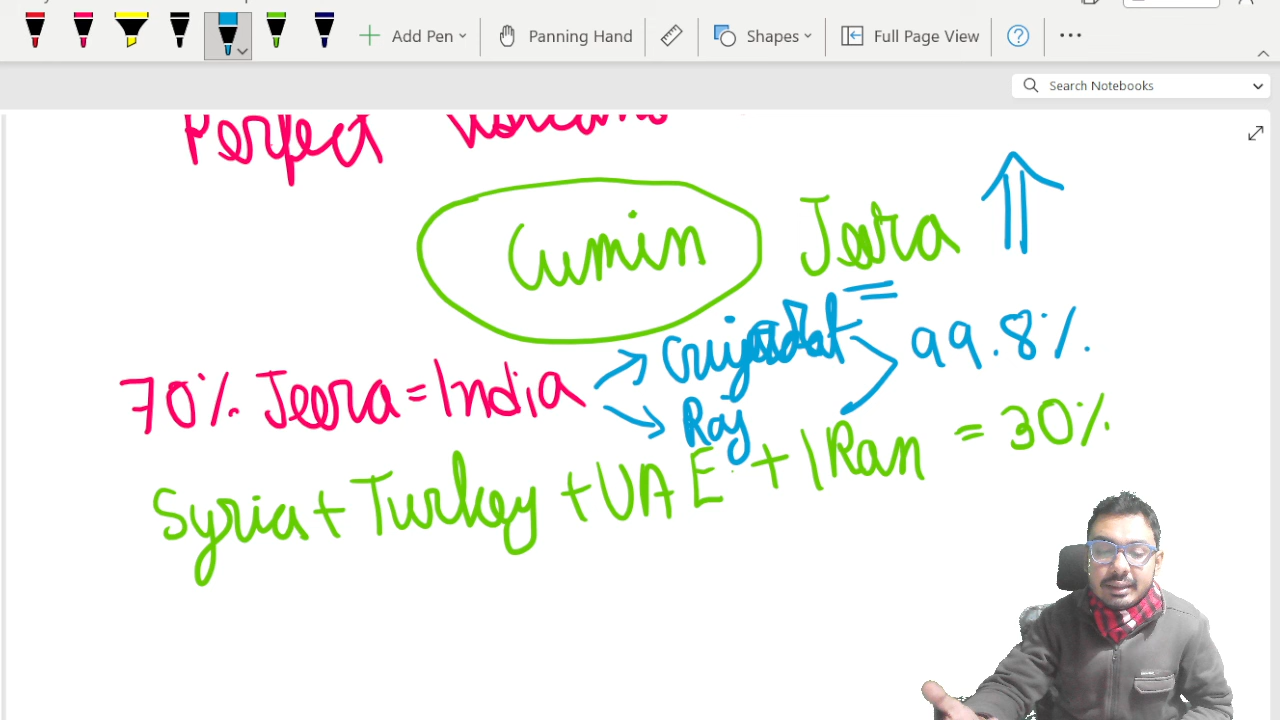 Add Pen Panning Hand Shapes Full Page View
Search Notebooks
Perfect
Cumin Jeera
70% Jeera = India Gujarat 99.8%.
Raj
Syria + Turkey + UAE + IRan = 30%